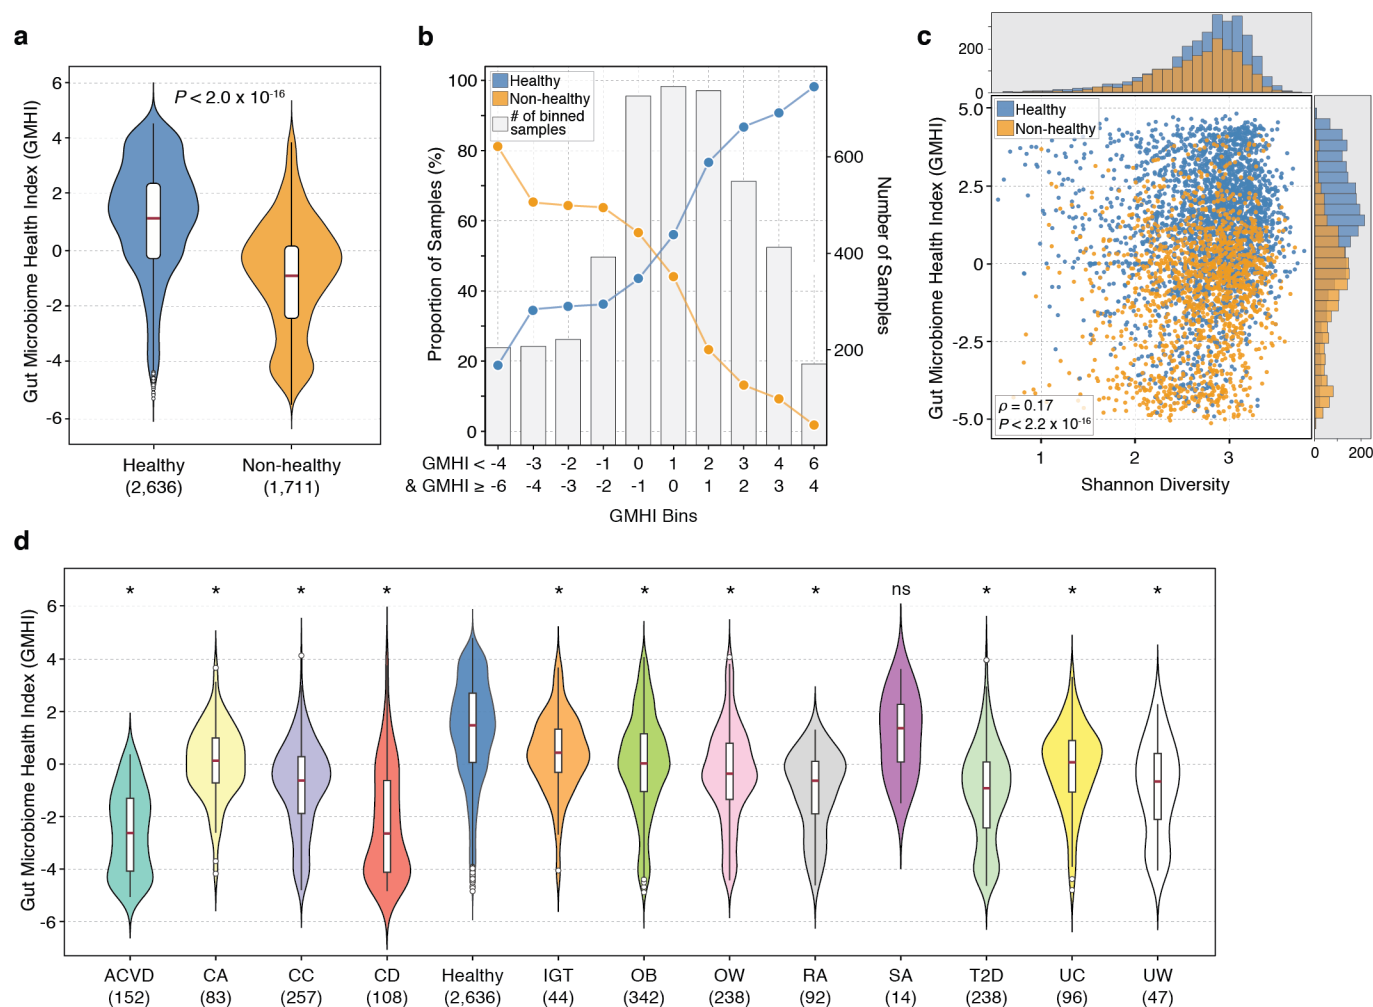 a
Gut Microbiome Health Index (GMHI)
6
4
2
0
-2
-4
-6
P < 2.0 x 10-16
Healthy
(2,636)
Non-healthy
(1,711)
b
Proportion of Samples (%)
100
80
60
40
20
0
Healthy
Non-healthy
# of binned
samples
600
400
200
Number of Samples
GMHI < -4 -3 -2 -1 0 1 2 3 4 6
& GMHI ≥ -6 -4 -3 -2 -1 0 1 2 3 4
GMHI Bins
c
200
0
Gut Microbiome Health Index (GMHI)
5.0
2.5
0
-2.5
-5.0
Healthy
Non-healthy
ρ = 0.17
P < 2.2 x 10-16
1 2 3
Shannon Diversity
0 200
d
Gut Microbiome Health Index (GMHI)
6
4
2
0
-2
-4
-6
* * * * * * * * ns * * *
ACVD CA CC CD Healthy IGT OB OW RA SA T2D UC UW
(152) (83) (257) (108) (2,636) (44) (342) (238) (92) (14) (238) (96) (47)